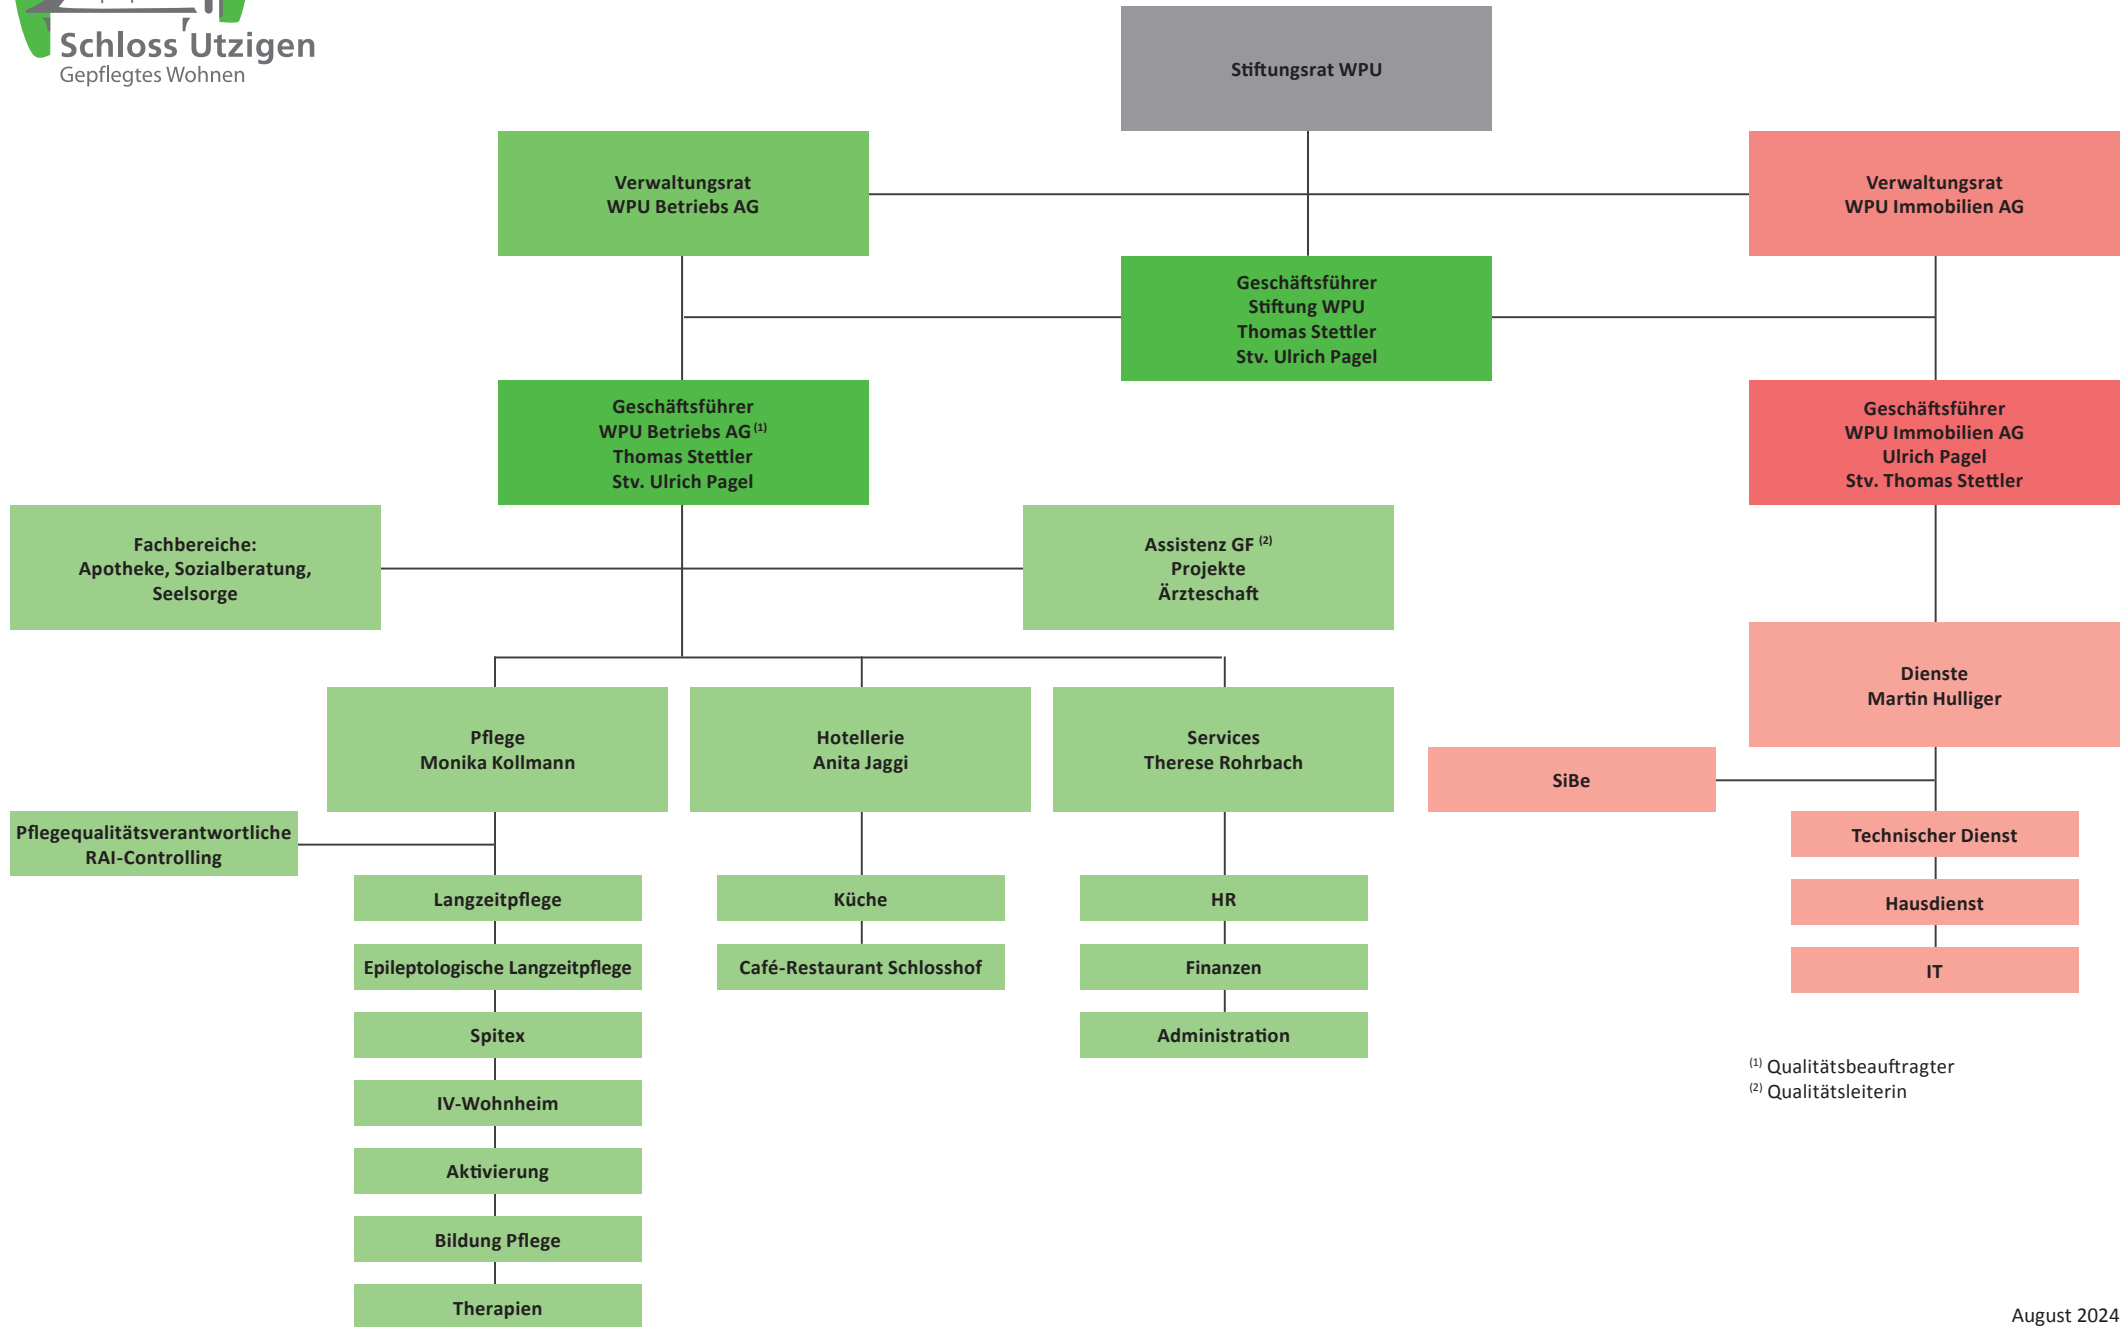 Schloss Utzigen
Gepflegtes Wohnen
Stiftungsrat WPU
Verwaltungsrat
WPU Betriebs AG
Verwaltungsrat
WPU Immobilien AG
Geschäftsführer
Stiftung WPU
Thomas Stettler
Stv. Ulrich Pagel
Geschäftsführer
WPU Betriebs AG (1)
Thomas Stettler
Stv. Ulrich Pagel
Geschäftsführer
WPU Immobilien AG
Ulrich Pagel
Stv. Thomas Stettler
Fachbereiche:
Apotheke, Sozialberatung,
Seelsorge
Assistenz GF (2)
Projekte
Ärzteschaft
Dienste
Martin Hulliger
Pflege
Monika Kollmann
Hotellerie
Anita Jaggi
Services
Therese Rohrbach
SiBe
Pflegequalitätsverantwortliche
RAI-Controlling
Technischer Dienst
Hausdienst
IT
Langzeitpflege
Epileptologische Langzeitpflege
Spitex
IV-Wohnheim
Aktivierung
Bildung Pflege
Therapien
Küche
Café-Restaurant Schlosshof
HR
Finanzen
Administration
(1) Qualitätsbeauftragter
(2) Qualitätsleiterin
August 2024